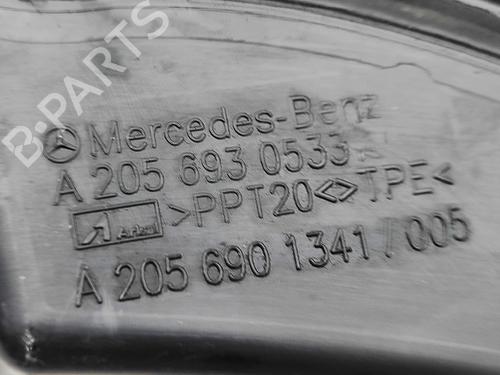 B-PARTS
Mercedes-Benz
A 205 693 0533
>PPT20<> TPE<
A 205 690 1341 / 005